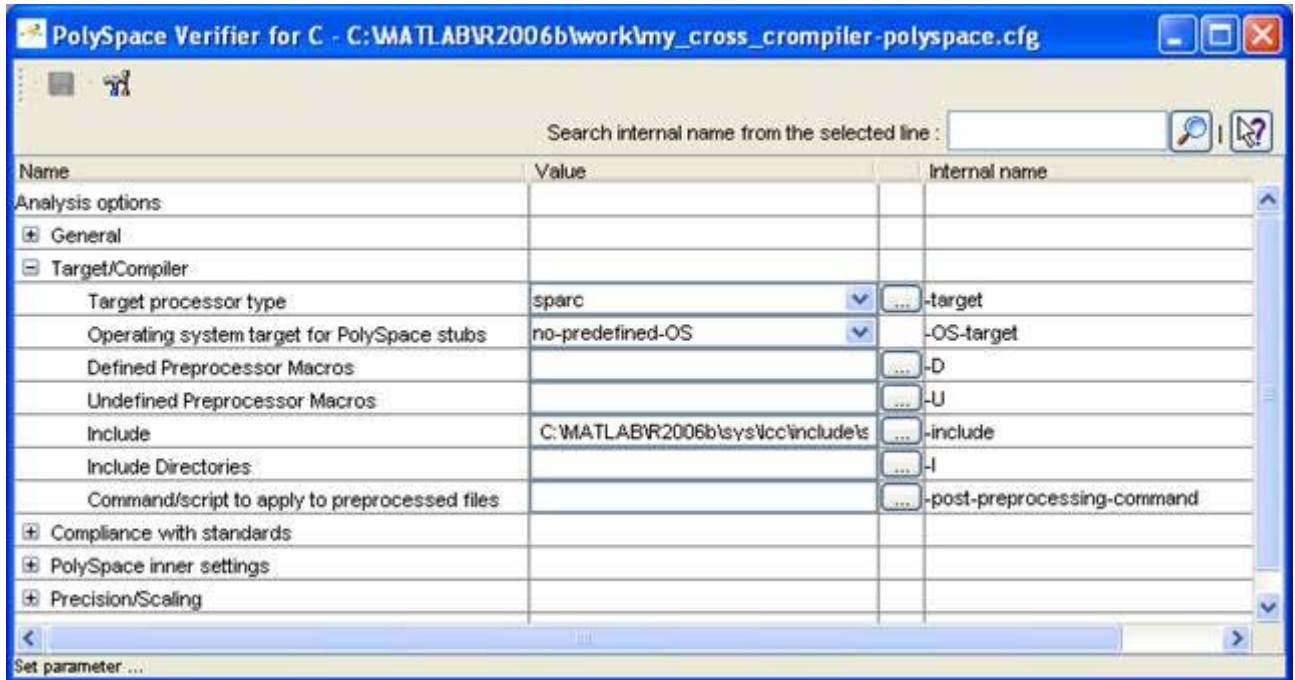 PolySpace Verifier for C - C:\MATLAB\R2006b\work\my_cross_crompiler-polyspace.cfg
Search internal name from the selected line :
Name Value Internal name
Analysis options
General
Target/Compiler
Target processor type sparc ... -target
Operating system target for PolySpace stubs no-predefined-OS -OS-target
Defined Preprocessor Macros ... -D
Undefined Preprocessor Macros ... -U
Include C:\MATLAB\R2006b\sys\lcc\include\s ... -include
Include Directories ... -I
Command/script to apply to preprocessed files ... -post-preprocessing-command
Compliance with standards
PolySpace inner settings
Precision/Scaling
Set parameter ...